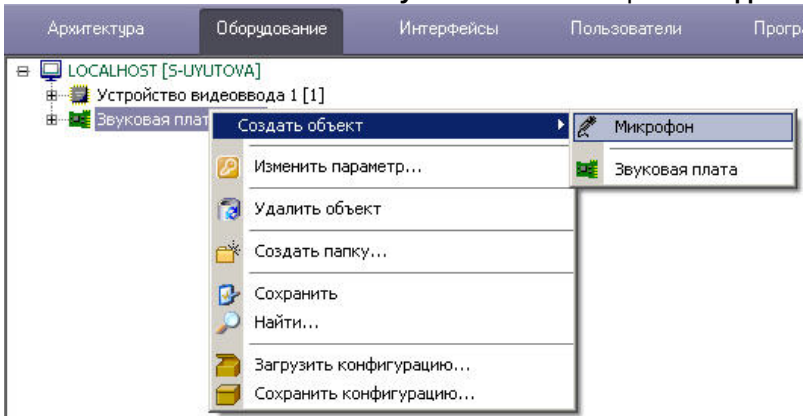 Архитектура Оборудование Интерфейсы Пользователи
LOCALHOST [S-UYUTOVA]
Устройство видеоввода 1 [1]
Звуковая
Создать объект
Микрофон
Изменить параметр...
Звуковая плата
Удалить объект
Создать папку...
Сохранить
Найти...
Загрузить конфигурацию...
Сохранить конфигурацию...